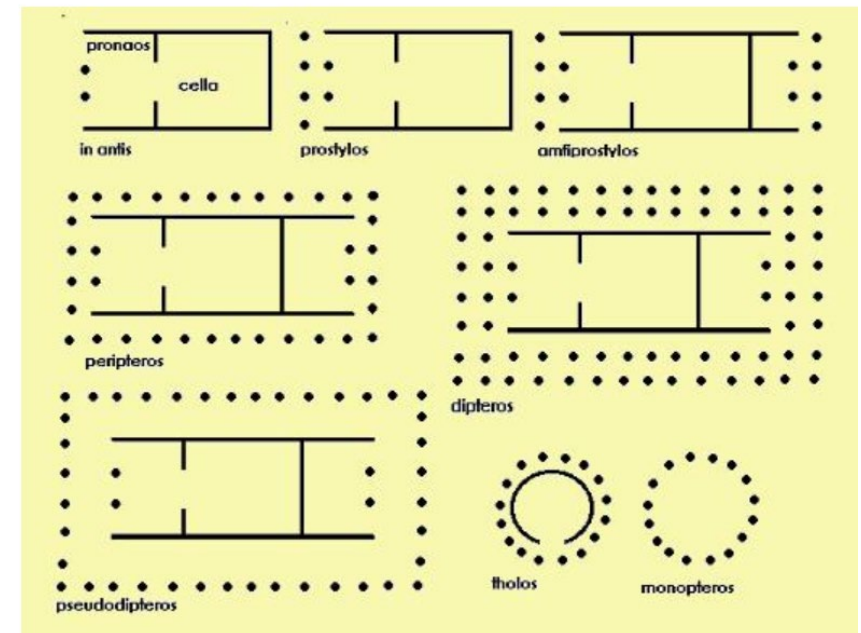 pronaos
cella
in antis
prostylos
amfiprostylos
peripteros
dipteros
pseudodipteros
tholos
monopteros